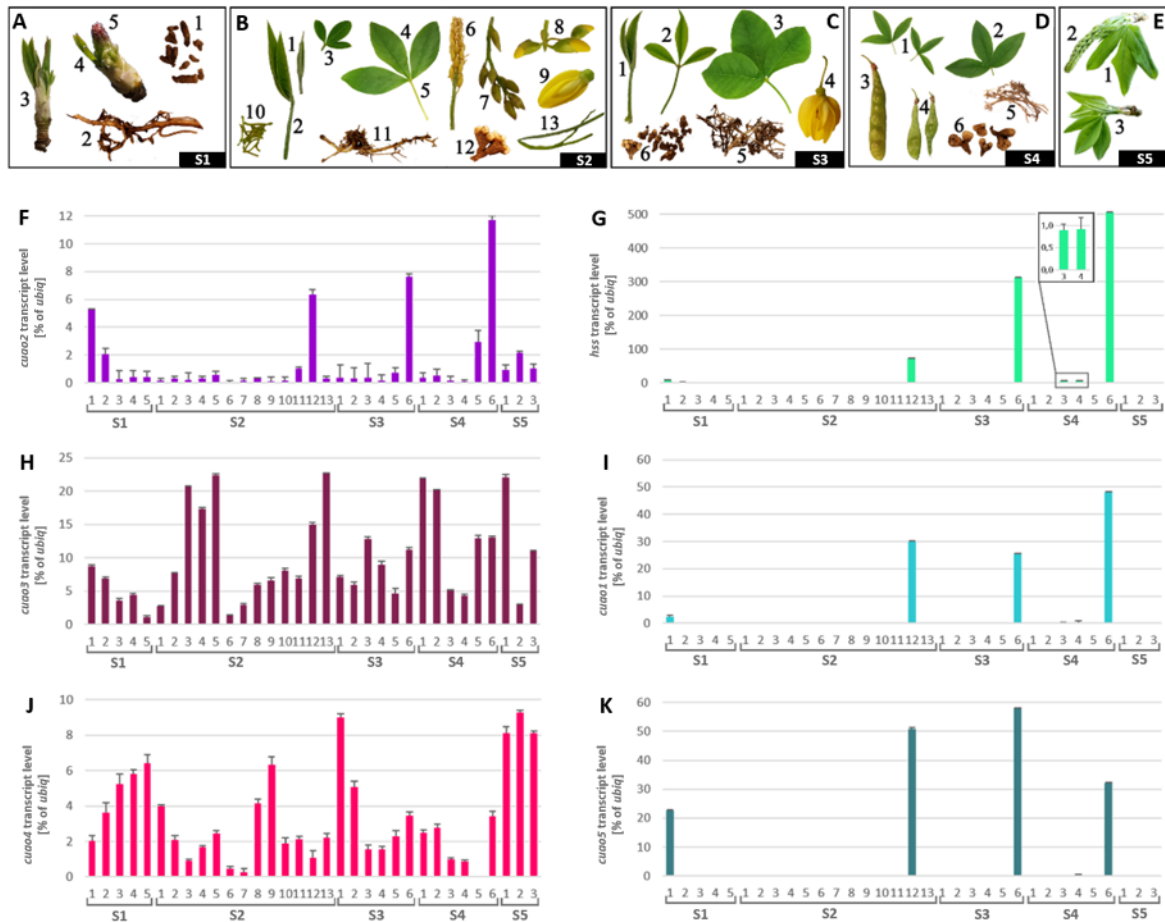 A
5
1
4
3
2
S1
B
1
3
4
5
6
7
8
9
10
2
11
12
13
S2
C
1
2
3
4
6
5
S3
D
1
2
3
4
5
6
S4
E
2
1
3
S5
F
cuao2 transcript level
[% of ubiq]
12
10
8
6
4
2
0
1 2 3 4 5 1 2 3 4 5 6 7 8 9 10 11 12 13 1 2 3 4 5 6 1 2 3 4 5 6 1 2 3
S1 S2 S3 S4 S5
G
hss transcript level
[% of ubiq]
500
400
300
200
100
0
1,0
0,5
0,0
3 4
1 2 3 4 5 1 2 3 4 5 6 7 8 9 10 11 12 13 1 2 3 4 5 6 1 2 3 4 5 6 1 2 3
S1 S2 S3 S4 S5
H
cuao3 transcript level
[% of ubiq]
25
20
15
10
5
0
1 2 3 4 5 1 2 3 4 5 6 7 8 9 10 11 12 13 1 2 3 4 5 6 1 2 3 4 5 6 1 2 3
S1 S2 S3 S4 S5
I
cuao1 transcript level
[% of ubiq]
60
50
40
30
20
10
0
1 2 3 4 5 1 2 3 4 5 6 7 8 9 10 11 12 13 1 2 3 4 5 6 1 2 3 4 5 6 1 2 3
S1 S2 S3 S4 S5
J
cuao4 transcript level
[% of ubiq]
10
8
6
4
2
0
1 2 3 4 5 1 2 3 4 5 6 7 8 9 10 11 12 13 1 2 3 4 5 6 1 2 3 4 5 6 1 2 3
S1 S2 S3 S4 S5
K
cuao5 transcript level
[% of ubiq]
60
50
40
30
20
10
0
1 2 3 4 5 1 2 3 4 5 6 7 8 9 10 11 12 13 1 2 3 4 5 6 1 2 3 4 5 6 1 2 3
S1 S2 S3 S4 S5